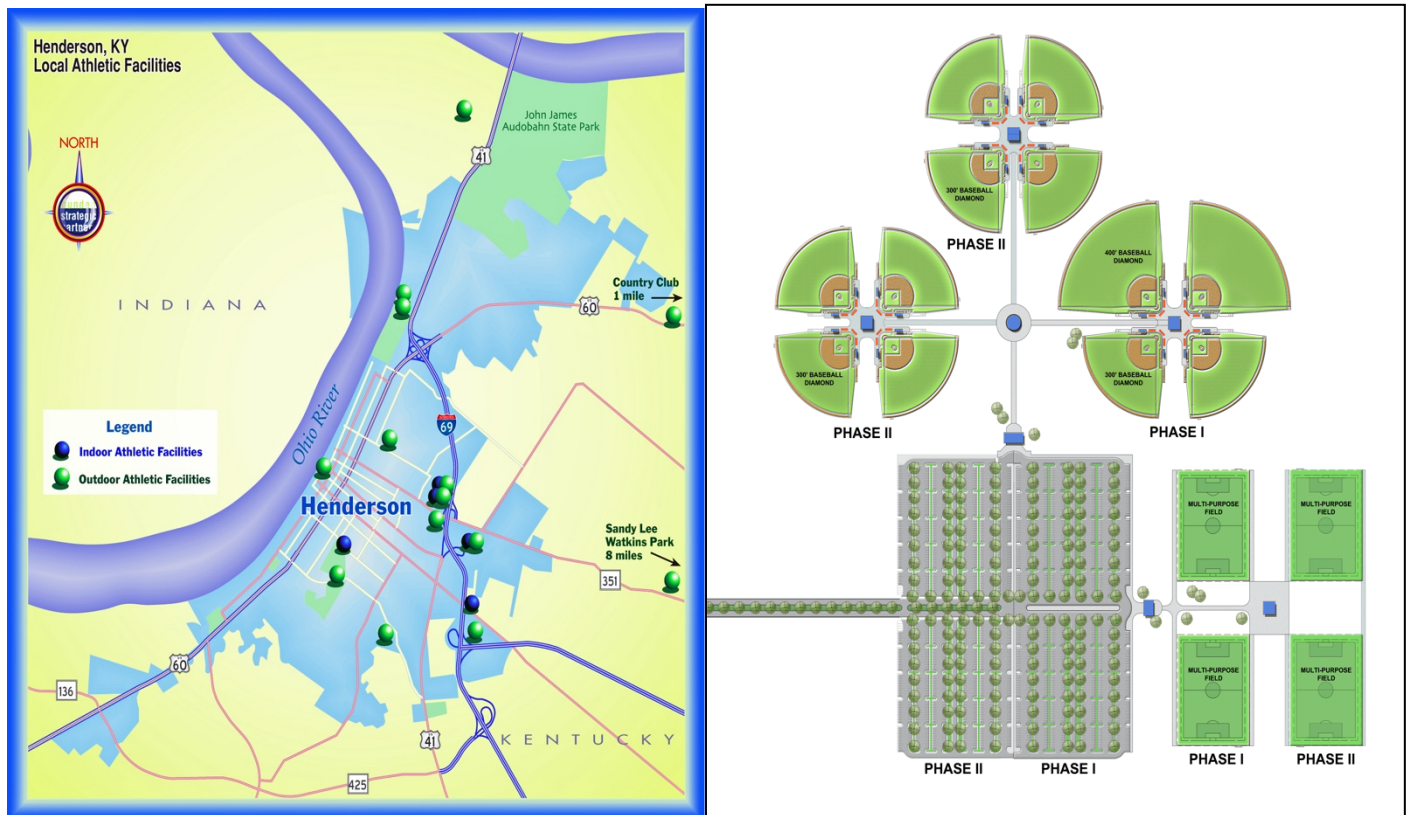 Henderson, KY
Local Athletic Facilities
NORTH
strategic
John James
Audobahn State Park
41
INDIANA
Country Club
1 mile
60
Ohio River
Legend
Indoor Athletic Facilities
Outdoor Athletic Facilities
69
Henderson
Sandy Lee
Watkins Park
8 miles
351
60
136
41
KENTUCKY
425
300' BASEBALL
DIAMOND
PHASE II
400' BASEBALL
DIAMOND
300' BASEBALL
DIAMOND
300' BASEBALL
DIAMOND
PHASE II
PHASE I
MULTI-PURPOSE
FIELD
MULTI-PURPOSE
FIELD
MULTI-PURPOSE
FIELD
MULTI-PURPOSE
FIELD
PHASE II
PHASE I
PHASE I
PHASE II